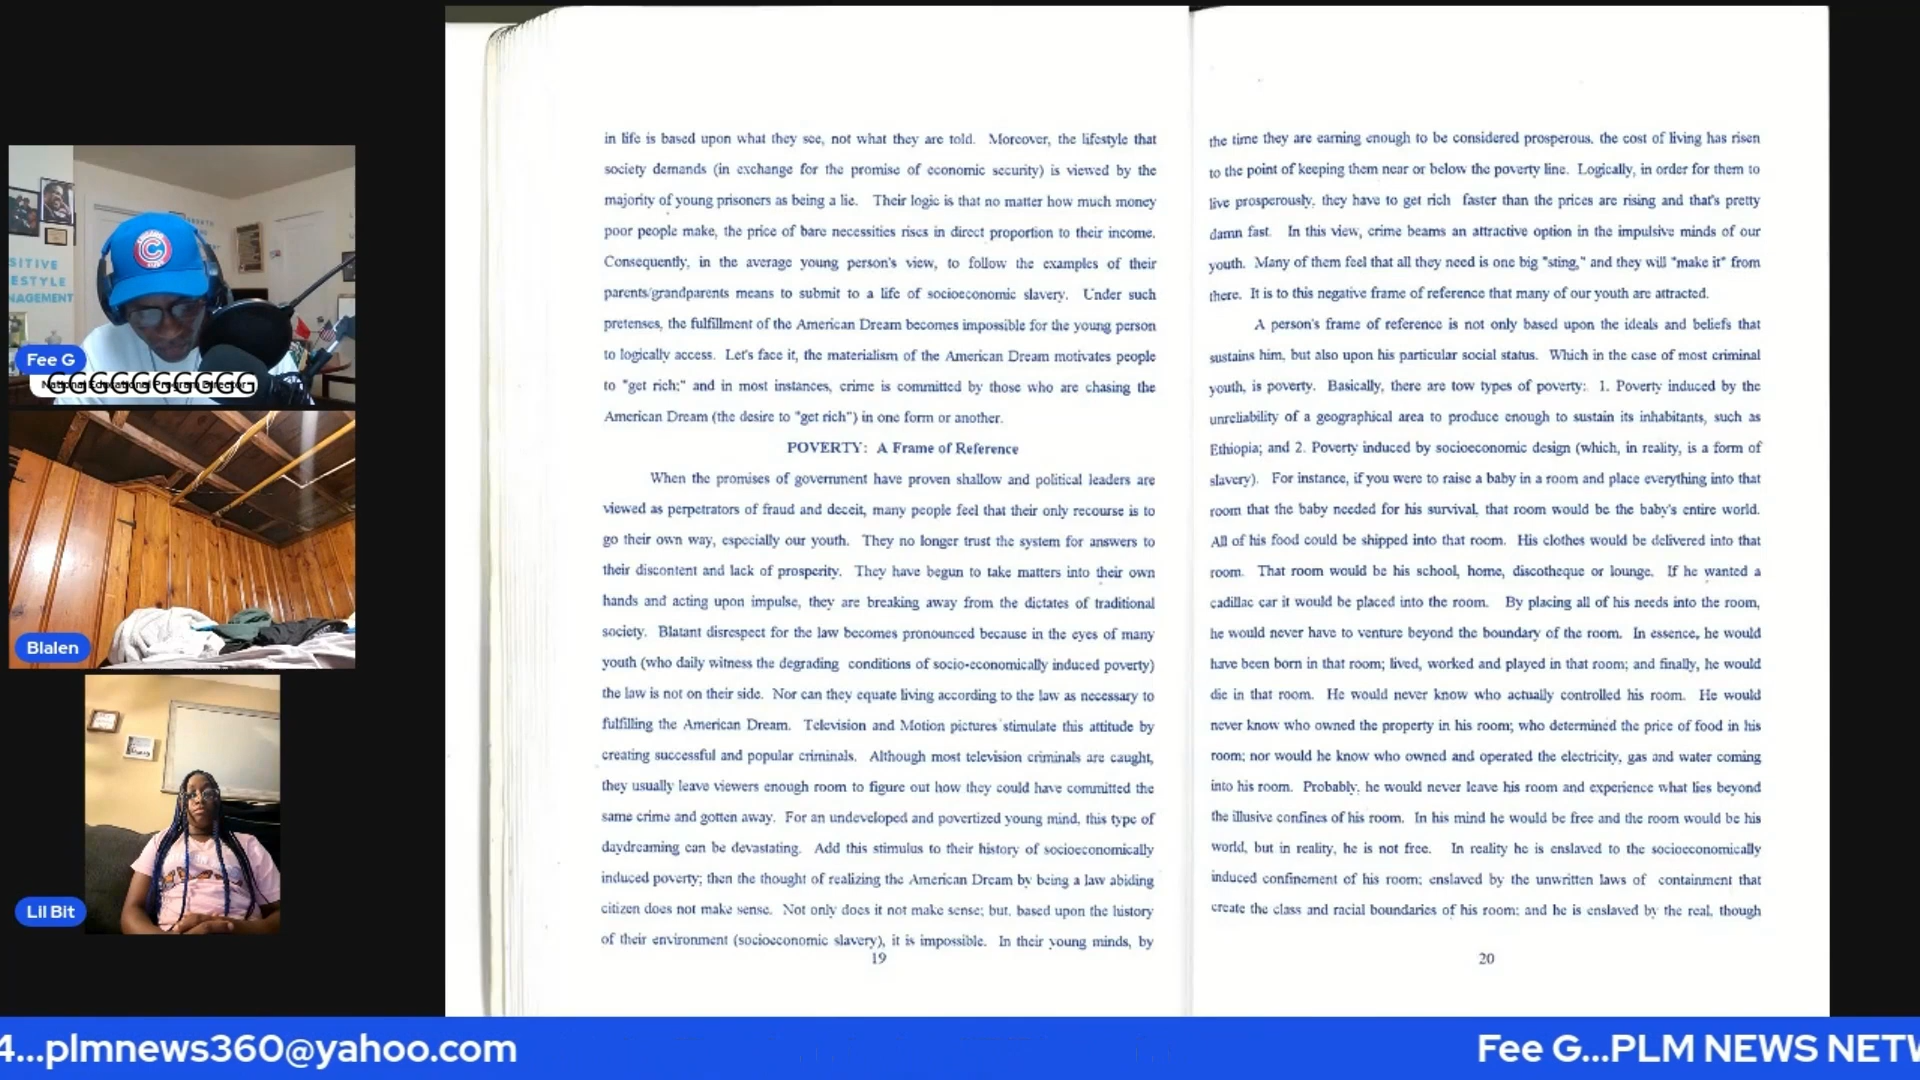 SITIVE
ESTYLE
NAGEMENT
Fee G
National Educational Program Director
GGGGGGGGGGG
Blalen
Lil Bit
in life is based upon what they see, not what they are told. Moreover, the lifestyle that
society demands (in exchange for the promise of economic security) is viewed by the
majority of young prisoners as being a lie. Their logic is that no matter how much money
poor people make, the price of bare necessities rises in direct proportion to their income.
Consequently, in the average young person's view, to follow the examples of their
parents/grandparents means to submit to a life of socioeconomic slavery. Under such
pretenses, the fulfillment of the American Dream becomes impossible for the young person
to logically access. Let's face it, the materialism of the American Dream motivates people
to "get rich;" and in most instances, crime is committed by those who are chasing the
American Dream (the desire to "get rich") in one form or another.
POVERTY: A Frame of Reference
When the promises of government have proven shallow and political leaders are
viewed as perpetrators of fraud and deceit, many people feel that their only recourse is to
go their own way, especially our youth. They no longer trust the system for answers to
their discontent and lack of prosperity. They have begun to take matters into their own
hands and acting upon impulse, they are breaking away from the dictates of traditional
society. Blatant disrespect for the law becomes pronounced because in the eyes of many
youth (who daily witness the degrading conditions of socio-economically induced poverty)
the law is not on their side. Nor can they equate living according to the law as necessary to
fulfilling the American Dream. Television and Motion pictures stimulate this attitude by
creating successful and popular criminals. Although most television criminals are caught,
they usually leave viewers enough room to figure out how they could have committed the
same crime and gotten away. For an undeveloped and povertized young mind, this type of
daydreaming can be devastating. Add this stimulus to their history of socioeconomically
induced poverty; then the thought of realizing the American Dream by being a law abiding
citizen does not make sense. Not only does it not make sense; but, based upon the history
of their environment (socioeconomic slavery), it is impossible. In their young minds, by
19
the time they are earning enough to be considered prosperous, the cost of living has risen
to the point of keeping them near or below the poverty line. Logically, in order for them to
live prosperously, they have to get rich faster than the prices are rising and that's pretty
damn fast. In this view, crime beams an attractive option in the impulsive minds of our
youth. Many of them feel that all they need is one big "sting," and they will "make it" from
there. It is to this negative frame of reference that many of our youth are attracted.
A person's frame of reference is not only based upon the ideals and beliefs that
sustains him, but also upon his particular social status. Which in the case of most criminal
youth, is poverty. Basically, there are tow types of poverty: 1. Poverty induced by the
unreliability of a geographical area to produce enough to sustain its inhabitants, such as
Ethiopia; and 2. Poverty induced by socioeconomic design (which, in reality, is a form of
slavery). For instance, if you were to raise a baby in a room and place everything into that
room that the baby needed for his survival, that room would be the baby's entire world.
All of his food could be shipped into that room. His clothes would be delivered into that
room. That room would be his school, home, discotheque or lounge. If he wanted a
cadillac car it would be placed into the room. By placing all of his needs into the room,
he would never have to venture beyond the boundary of the room. In essence, he would
have been born in that room; lived, worked and played in that room; and finally, he would
die in that room. He would never know who actually controlled his room. He would
never know who owned the property in his room; who determined the price of food in his
room; nor would he know who owned and operated the electricity, gas and water coming
into his room. Probably, he would never leave his room and experience what lies beyond
the illusive confines of his room. In his mind he would be free and the room would be his
world, but in reality, he is not free. In reality he is enslaved to the socioeconomically
induced confinement of his room; enslaved by the unwritten laws of containment that
create the class and racial boundaries of his room; and he is enslaved by the real, though
20
4...plmnews360@yahoo.com
Fee G...PLM NEWS NETW